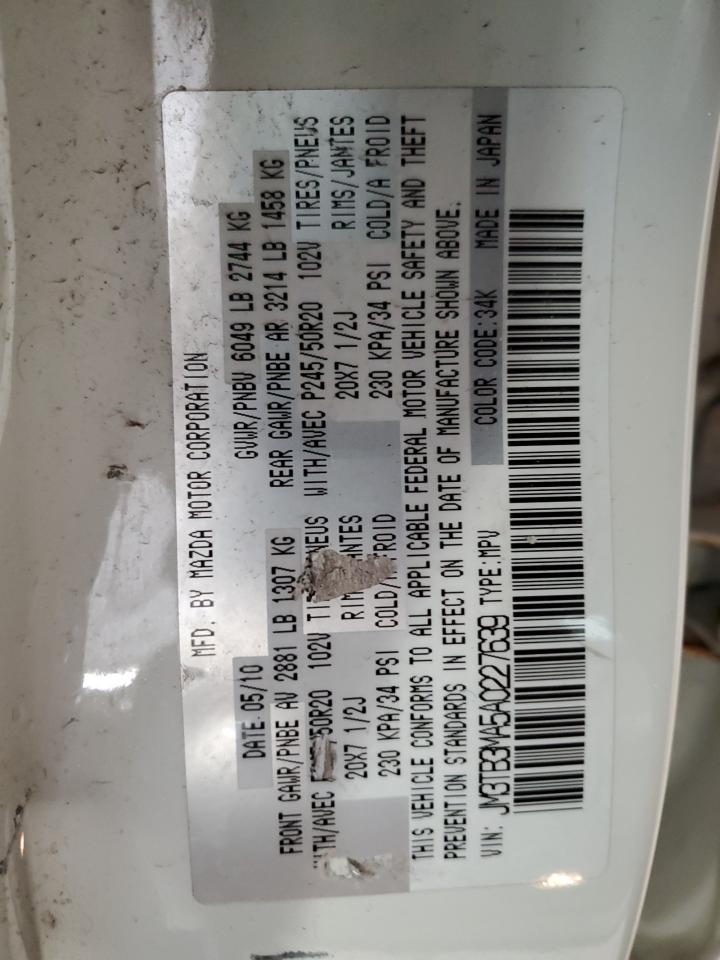 MFD. BY MAZDA MOTOR CORPORATION
DATE 05/10 GVWR/PNBV 6049 LB 2744 KG
FRONT GAWR/PNBE AV 2881 LB 1307 KG REAR GAWR/PNBE AR 3214 LB 1458 KG
102V WITH/AVEC P245/50R20 102V TIRES/PNEUS
20X7 1/2J 20X7 1/2J RIMS/JANTES
230 KPA/34 PSI 230 KPA/34 PSI COLD/A FROID
THIS VEHICLE CONFORMS TO ALL APPLICABLE FEDERAL MOTOR VEHICLE SAFETY AND THEFT
PREVENTION STANDARDS IN EFFECT ON THE DATE OF MANUFACTURE SHOWN ABOVE.
VIN: JM3TB3MA5A0227639 TYPE: MPV COLOR CODE: 34K MADE IN JAPAN